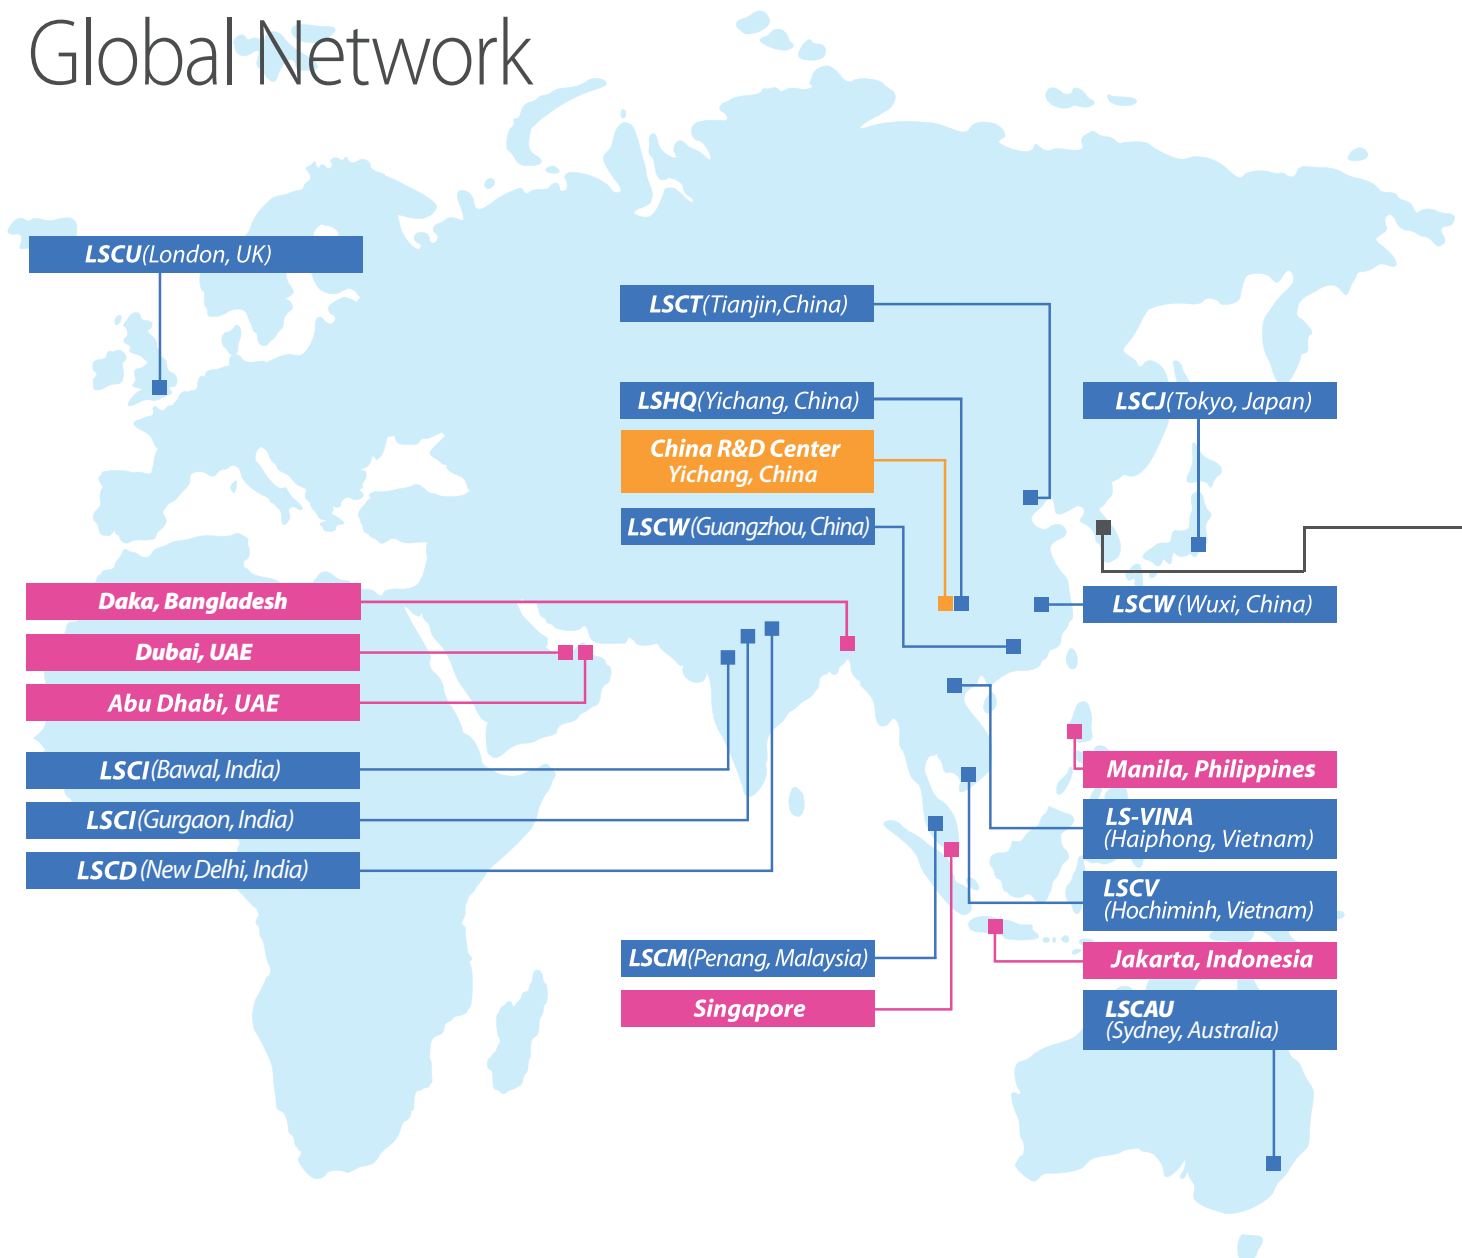 Global Network
LSCU(London, UK)
LSCT(Tianjin,China)
LSHQ(Yichang, China)
China R&D Center
Yichang, China
LSCW(Guangzhou, China)
LSCJ(Tokyo, Japan)
LSCW (Wuxi, China)
Daka, Bangladesh
Dubai, UAE
Abu Dhabi, UAE
LSCI(Bawal, India)
LSCI(Gurgaon, India)
LSCD(New Delhi, India)
Manila, Philippines
LS-VINA
(Haiphong, Vietnam)
LSCV
(Hochiminh, Vietnam)
LSCM(Penang, Malaysia)
Singapore
Jakarta, Indonesia
LSCAU
(Sydney, Australia)